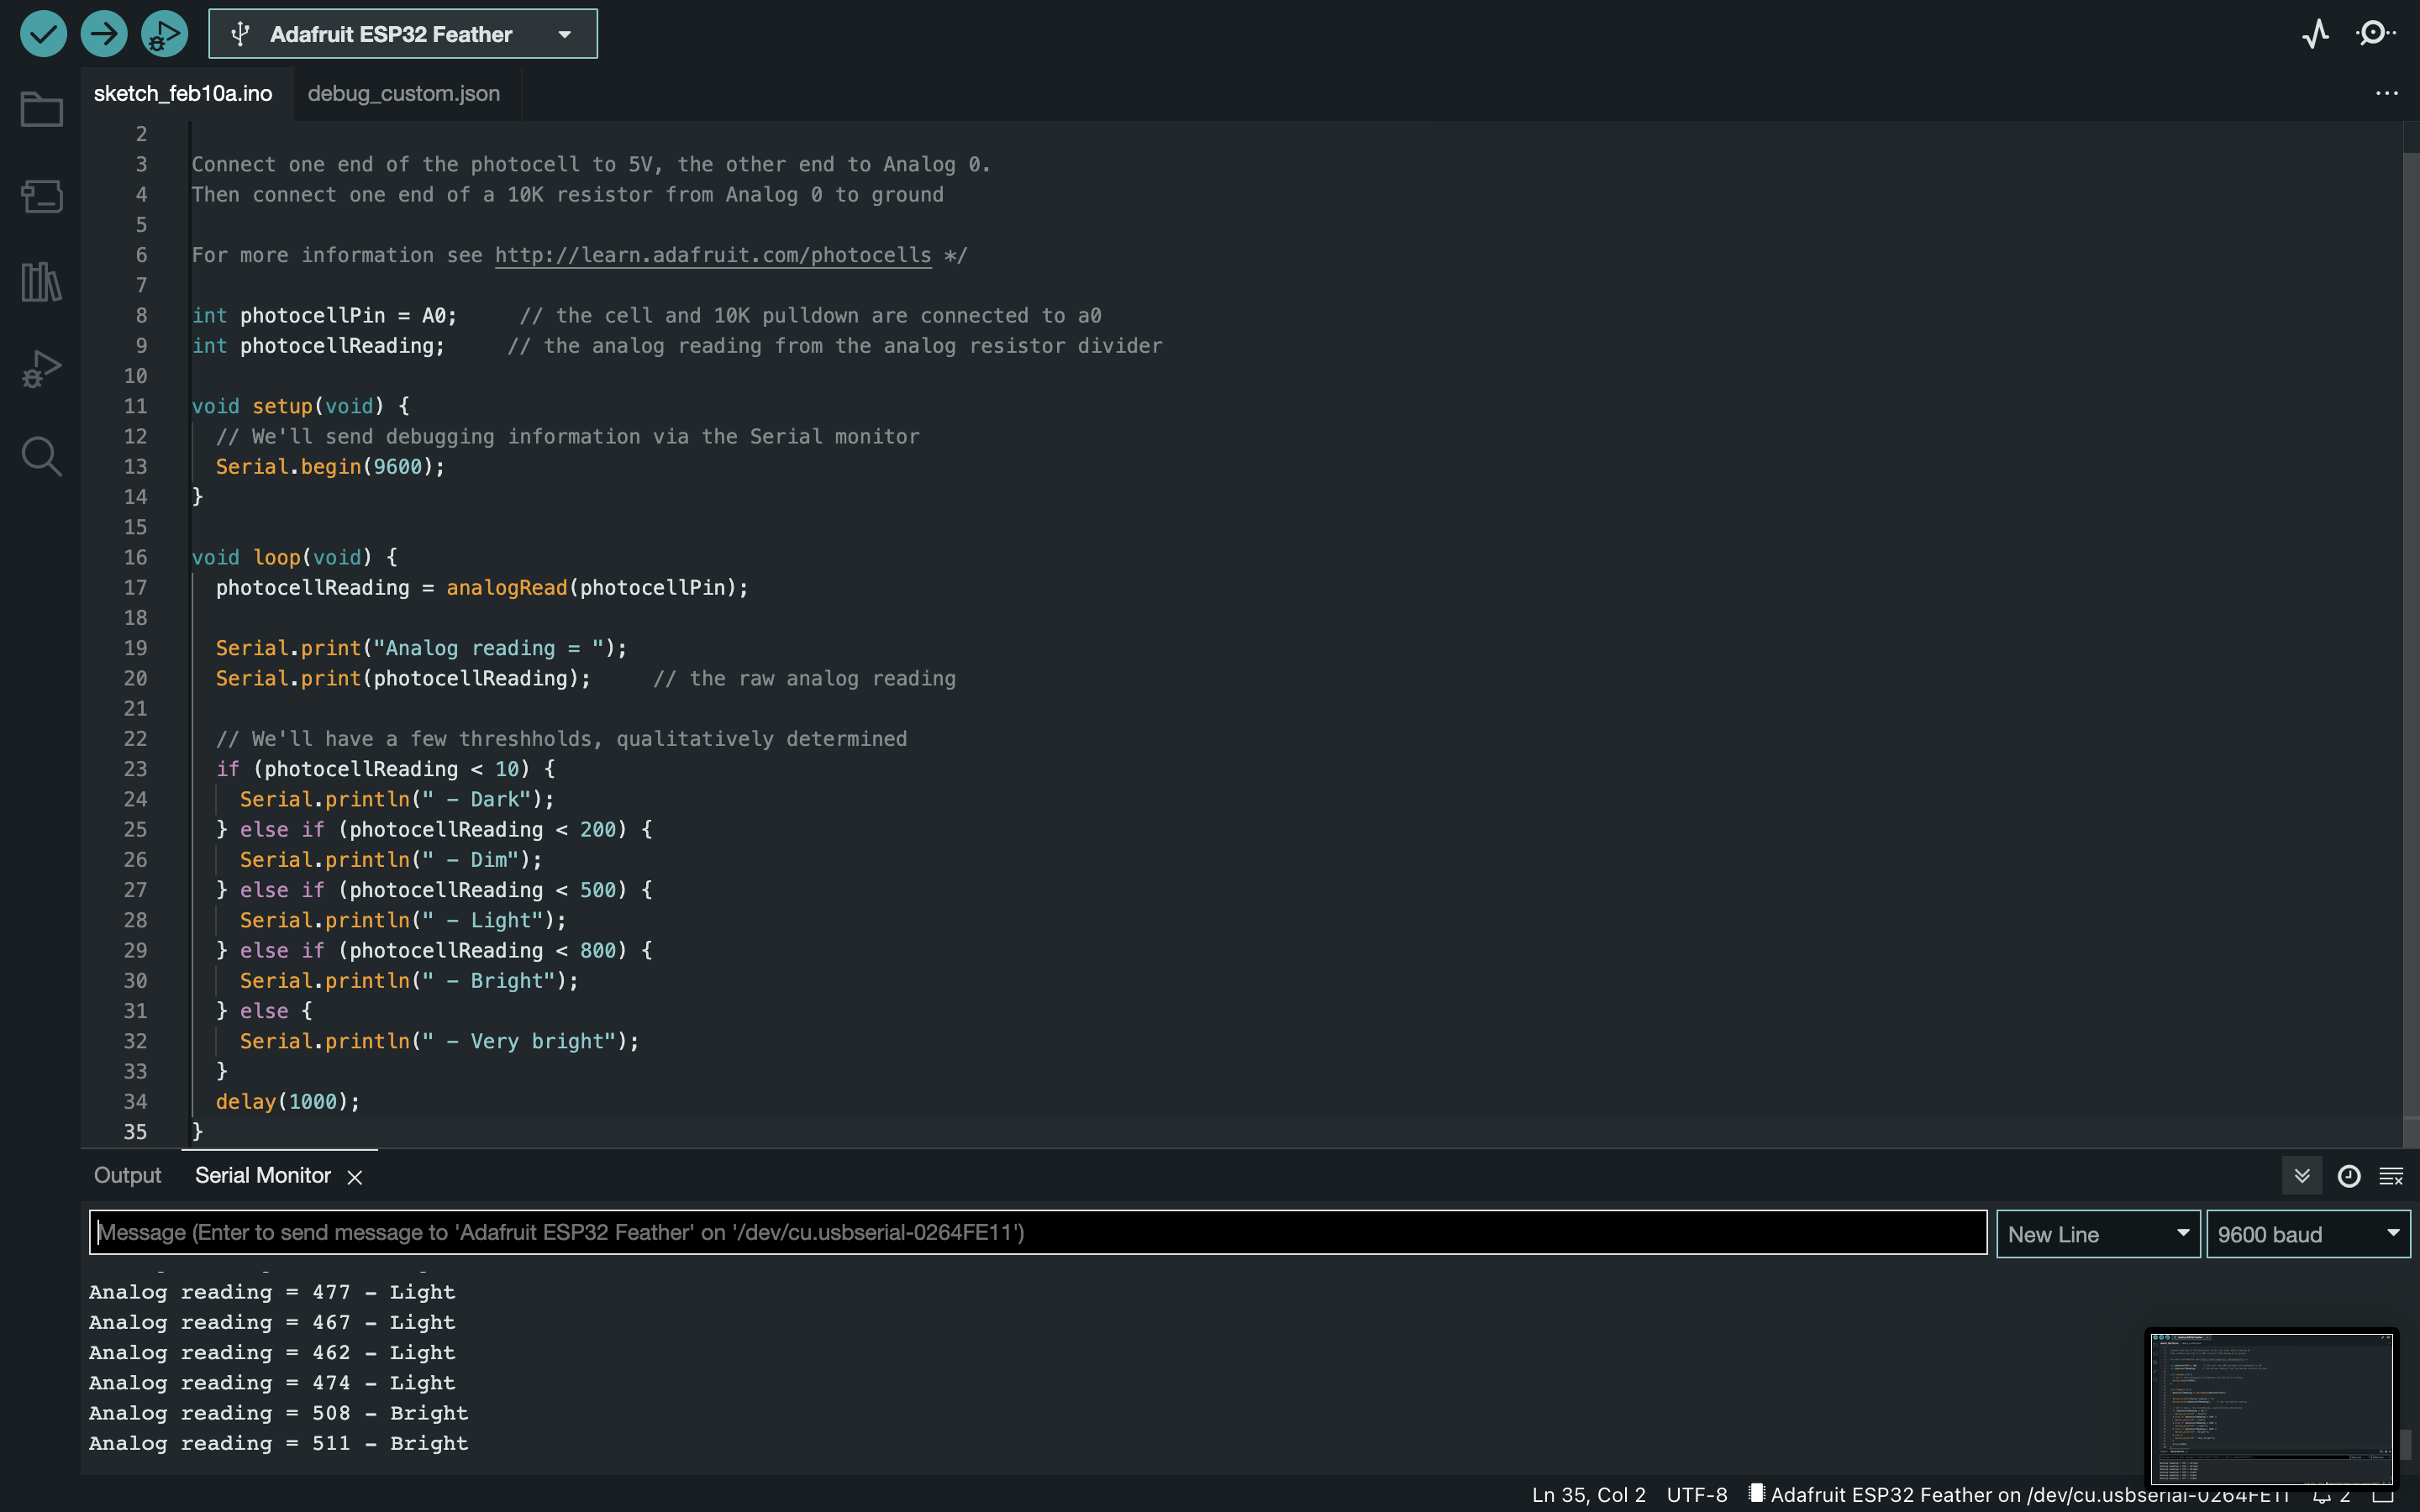 Adafruit ESP32 Feather
sketch_feb10a.ino
debug_custom.json
2
3 Connect one end of the photocell to 5V, the other end to Analog 0.
4 Then connect one end of a 10K resistor from Analog 0 to ground
5
6 For more information see http://learn.adafruit.com/photocells */
7
8 int photocellPin = A0;     // the cell and 10K pulldown are connected to a0
9 int photocellReading;     // the analog reading from the analog resistor divider
10
11 void setup(void) {
12   // We'll send debugging information via the Serial monitor
13   Serial.begin(9600);
14 }
15
16 void loop(void) {
17   photocellReading = analogRead(photocellPin);
18
19   Serial.print("Analog reading = ");
20   Serial.print(photocellReading);     // the raw analog reading
21
22   // We'll have a few threshholds, qualitatively determined
23   if (photocellReading < 10) {
24     Serial.println(" - Dark");
25   } else if (photocellReading < 200) {
26     Serial.println(" - Dim");
27   } else if (photocellReading < 500) {
28     Serial.println(" - Light");
29   } else if (photocellReading < 800) {
30     Serial.println(" - Bright");
31   } else {
32     Serial.println(" - Very bright");
33   }
34   delay(1000);
35 }
Output
Serial Monitor
Message (Enter to send message to 'Adafruit ESP32 Feather' on '/dev/cu.usbserial-0264FE11')
New Line
9600 baud
Analog reading = 477 - Light
Analog reading = 467 - Light
Analog reading = 462 - Light
Analog reading = 474 - Light
Analog reading = 508 - Bright
Analog reading = 511 - Bright
Ln 35, Col 2
UTF-8
Adafruit ESP32 Feather on /dev/cu.usbserial-0264FE11
2